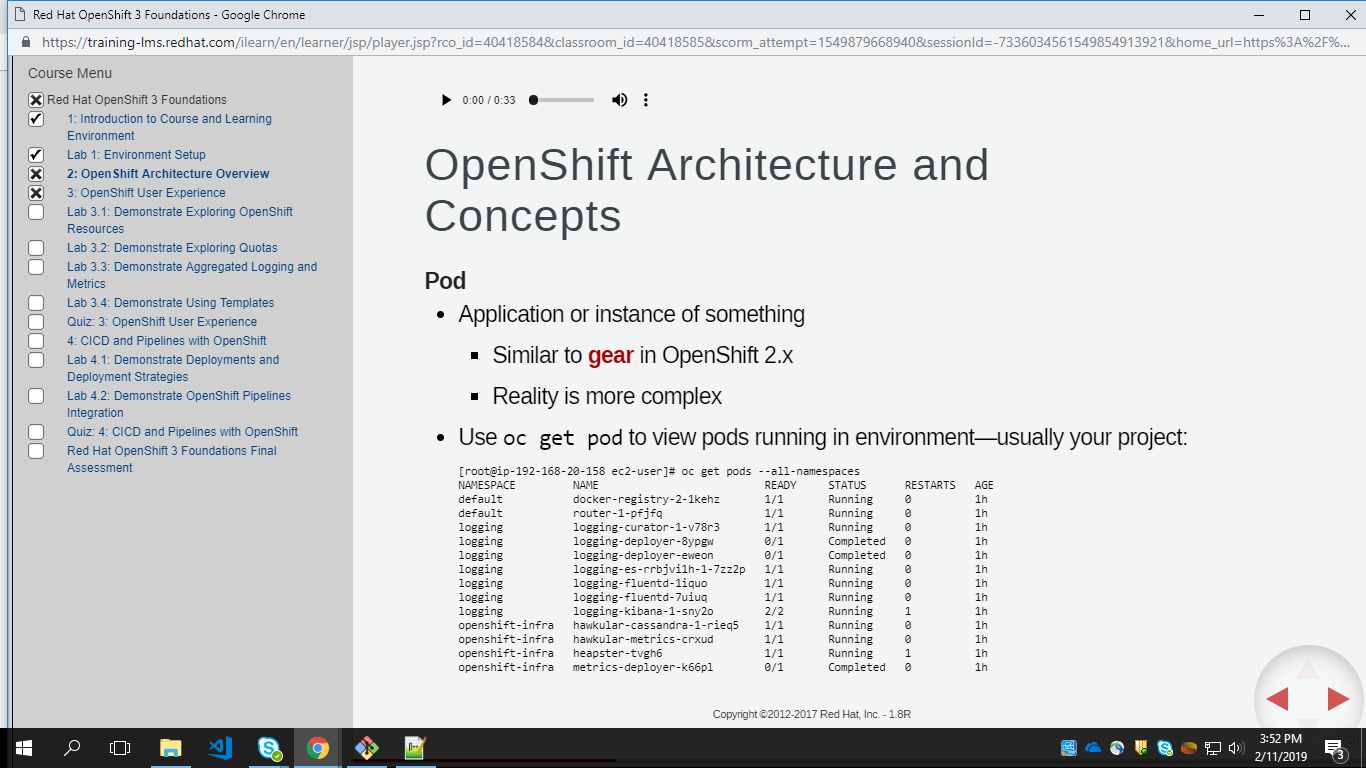 Red Hat OpenShift 3 Foundations - Google Chrome
https://training-lms.redhat.com/ilearn/en/learner/jsp/player.jsp?rco_id=40418584&classroom_id=40418585&scorm_attempt=1549879668940&sessionId=-7336034561549854913921&home_url=https%3A%2F%...
Course Menu
Red Hat OpenShift 3 Foundations
1: Introduction to Course and Learning
Environment
Lab 1: Environment Setup
2: OpenShift Architecture Overview
3: OpenShift User Experience
Lab 3.1: Demonstrate Exploring OpenShift
Resources
Lab 3.2: Demonstrate Exploring Quotas
Lab 3.3: Demonstrate Aggregated Logging and
Metrics
Lab 3.4: Demonstrate Using Templates
Quiz: 3: OpenShift User Experience
4: CICD and Pipelines with OpenShift
Lab 4.1: Demonstrate Deployments and
Deployment Strategies
Lab 4.2: Demonstrate OpenShift Pipelines
Integration
Quiz: 4: CICD and Pipelines with OpenShift
Red Hat OpenShift 3 Foundations Final
Assessment
0:00 / 0:33
OpenShift Architecture and
Concepts
Pod
• Application or instance of something
▪ Similar to gear in OpenShift 2.x
▪ Reality is more complex
• Use oc get pod to view pods running in environment—usually your project:
[root@ip-192-168-20-158 ec2-user]# oc get pods --all-namespaces
NAMESPACE NAME READY STATUS RESTARTS AGE
default docker-registry-2-1kehz 1/1 Running 0 1h
default router-1-pfjfq 1/1 Running 0 1h
logging logging-curator-1-v78r3 1/1 Running 0 1h
logging logging-deployer-8ypgw 0/1 Completed 0 1h
logging logging-deployer-eweon 0/1 Completed 0 1h
logging logging-es-rrbjvi1h-1-7zz2p 1/1 Running 0 1h
logging logging-fluentd-1iquo 1/1 Running 0 1h
logging logging-fluentd-7uiuq 1/1 Running 0 1h
logging logging-kibana-1-sny2o 2/2 Running 1 1h
openshift-infra hawkular-cassandra-1-rieq5 1/1 Running 0 1h
openshift-infra hawkular-metrics-crxud 1/1 Running 0 1h
openshift-infra heapster-tvgh6 1/1 Running 1 1h
openshift-infra metrics-deployer-k66pl 0/1 Completed 0 1h
Copyright ©2012-2017 Red Hat, Inc. - 1.8R
3:52 PM
2/11/2019
3